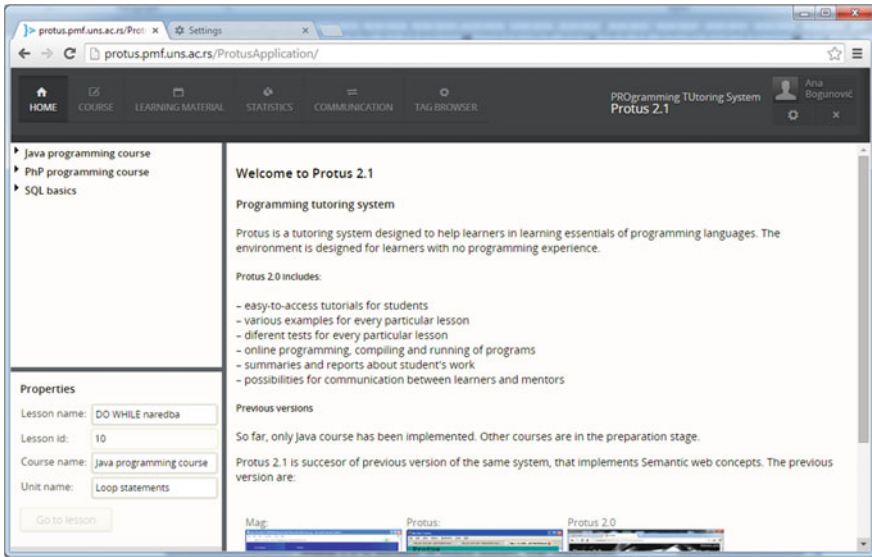 protus.pmf.uns.ac.rs/Prot
Settings
protus.pmf.uns.ac.rs/ProtusApplication/
HOME
COURSE
LEARNING MATERIAL
STATISTICS
COMMUNICATION
TAG BROWSER
PROgramming TUtoring System
Protus 2.1
Ana
Bogunović
Java programming course
PhP programming course
SQL basics
Welcome to Protus 2.1
Programming tutoring system
Protus is a tutoring system designed to help learners in learning essentials of programming languages. The
environment is designed for learners with no programming experience.
Protus 2.0 includes:
– easy-to-access tutorials for students
– various examples for every particular lesson
– diferent tests for every particular lesson
– online programming, compiling and running of programs
– summaries and reports about student's work
– possibilities for communication between learners and mentors
Previous versions
So far, only Java course has been implemented. Other courses are in the preparation stage.
Protus 2.1 is succesor of previous version of the same system, that implements Semantic web concepts. The previous
version are:
Mag:
Protus:
Protus 2.0
Protus
Properties
Lesson name: DO WHILE naredba
Lesson id: 10
Course name: Java programming course
Unit name: Loop statements
Go to lesson